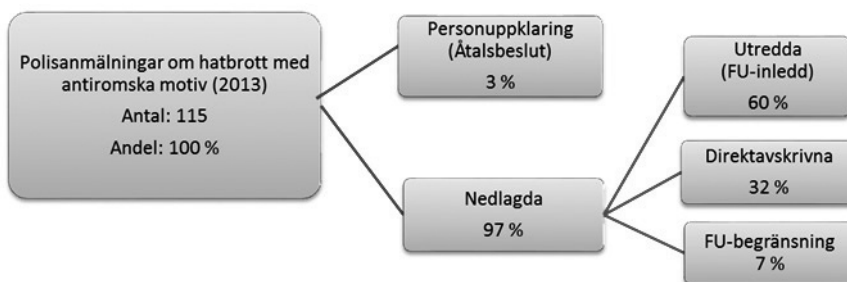 Polisanmälningar om hatbrott med
antiromska motiv (2013)
Antal: 115
Andel: 100 %
Personuppklaring
(Åtalsbeslut)
3 %
Nedlagda
97 %
Utredda
(FU-inledd)
60 %
Direktavskrivna
32 %
FU-begränsning
7 %